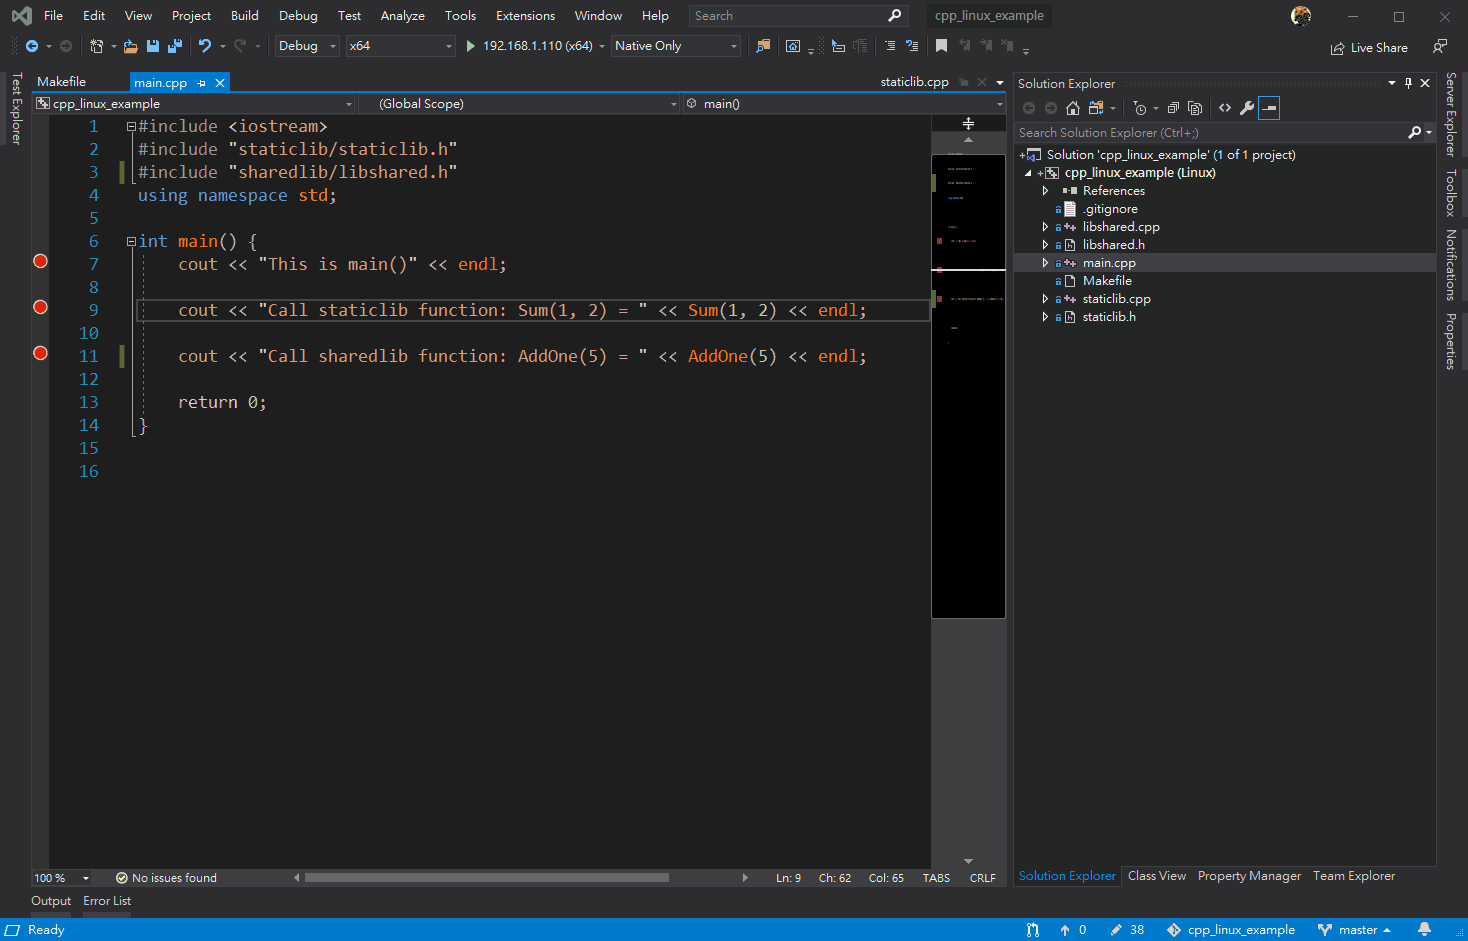 File Edit View Project Build Debug Test Analyze Tools Extensions Window Help Search cpp_linux_example
Debug x64 192.168.1.110 (x64) Native Only Live Share
Test Explorer
Makefile main.cpp staticlib.cpp
cpp_linux_example (Global Scope) main()
1 #include <iostream>
2 #include "staticlib/staticlib.h"
3 #include "sharedlib/libshared.h"
4 using namespace std;
5
6 int main() {
7 cout << "This is main()" << endl;
8
9 cout << "Call staticlib function: Sum(1, 2) = " << Sum(1, 2) << endl;
10
11 cout << "Call sharedlib function: AddOne(5) = " << AddOne(5) << endl;
12
13 return 0;
14 }
15
16
100 % No issues found Ln: 9 Ch: 62 Col: 65 TABS CRLF
Output Error List
Solution Explorer
Search Solution Explorer (Ctrl+;)
Solution 'cpp_linux_example' (1 of 1 project)
cpp_linux_example (Linux)
References
.gitignore
libshared.cpp
libshared.h
main.cpp
Makefile
staticlib.cpp
staticlib.h
Solution Explorer Class View Property Manager Team Explorer
Server Explorer
Toolbox
Notifications
Properties
Ready 0 38 cpp_linux_example master